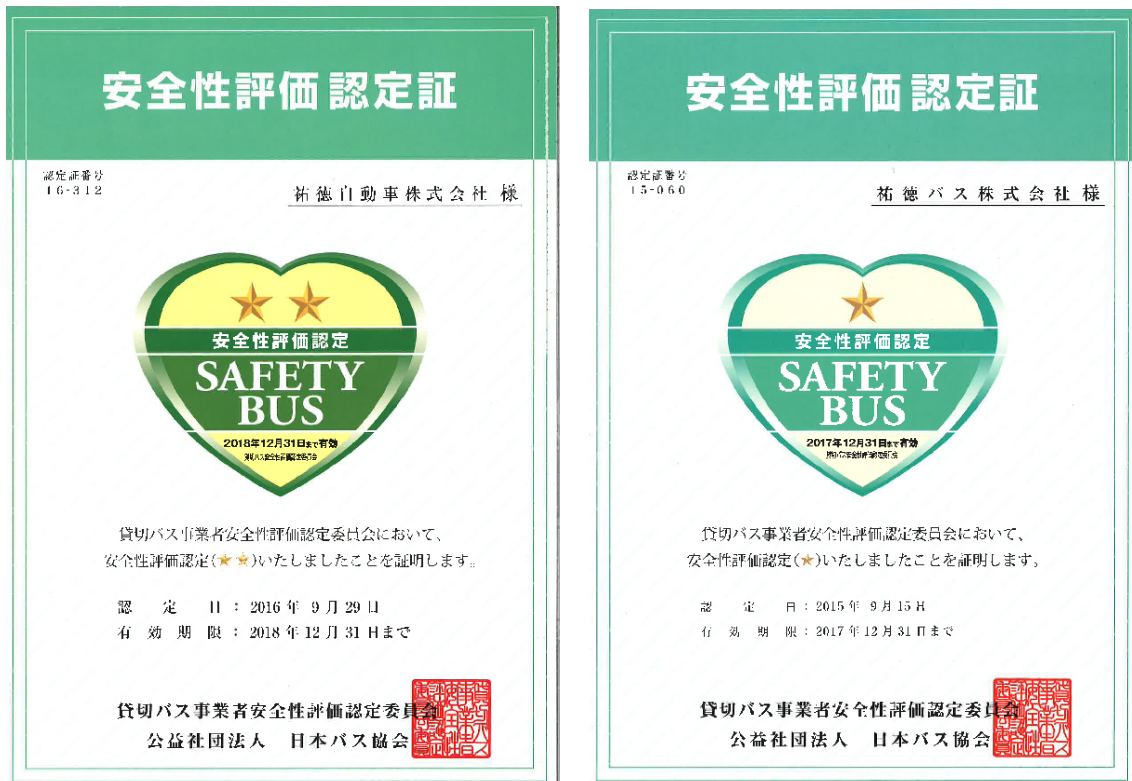 安全性評価 認定証
認定証番号
16-312
祐徳自動車株式会社 様
安全性評価認定
SAFETY
BUS
2018年12月31日まで有効
貸切バス安全性評価認定委員会
貸切バス事業者安全性評価認定委員会において、
安全性評価認定(★★)いたしましたことを証明します。
認定日:2016年9月29日
有効期限:2018年12月31日まで
貸切バス事業者安全性評価認定委員会
公益社団法人 日本バス協会
安全性評価 認定証
認定証番号
15-060
祐徳バス株式会社 様
安全性評価認定
SAFETY
BUS
2017年12月31日まで有効
貸切バス事業者安全性評価認定委員会において、
安全性評価認定(★)いたしましたことを証明します。
認定日:2015年9月15日
有効期限:2017年12月31日まで
貸切バス事業者安全性評価認定委員会
公益社団法人 日本バス協会